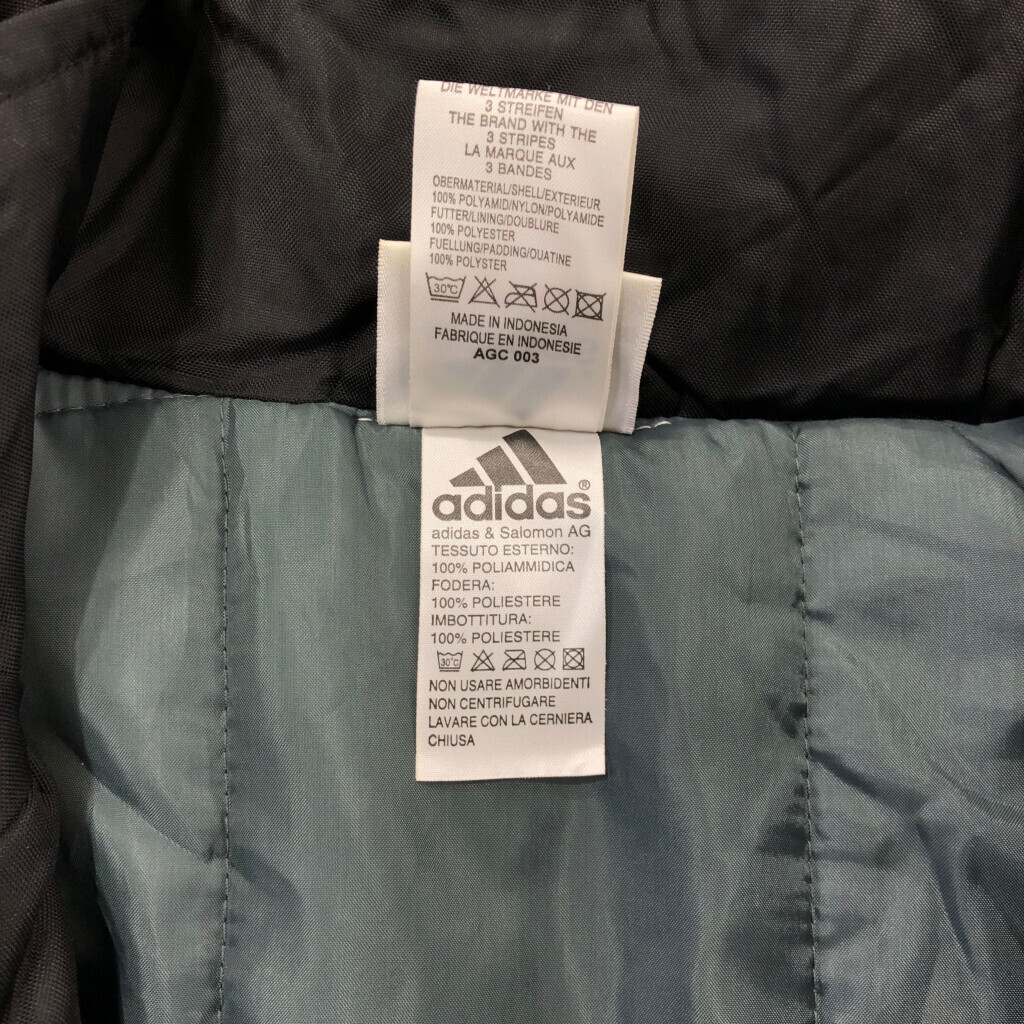 DIE WELTMARKE MIT DEN
3 STREIFEN
THE BRAND WITH THE
3 STRIPES
LA MARQUE AUX
3 BANDES
OBERMATERIAL/SHELL/EXTERIEUR
100% POLYAMID/NYLON/POLYAMIDE
FUTTER/LINING/DOUBLURE
100% POLYESTER
FUELLUNG/PADDING/OUATINE
100% POLYSTER
30°C
MADE IN INDONESIA
FABRIQUE EN INDONESIE
AGC 003
adidas®
adidas & Salomon AG
TESSUTO ESTERNO:
100% POLIAMMIDICA
FODERA:
100% POLIESTERE
IMBOTTITURA:
100% POLIESTERE
30°C
NON USARE AMORBIDENTI
NON CENTRIFUGARE
LAVARE CON LA CERNIERA
CHIUSA